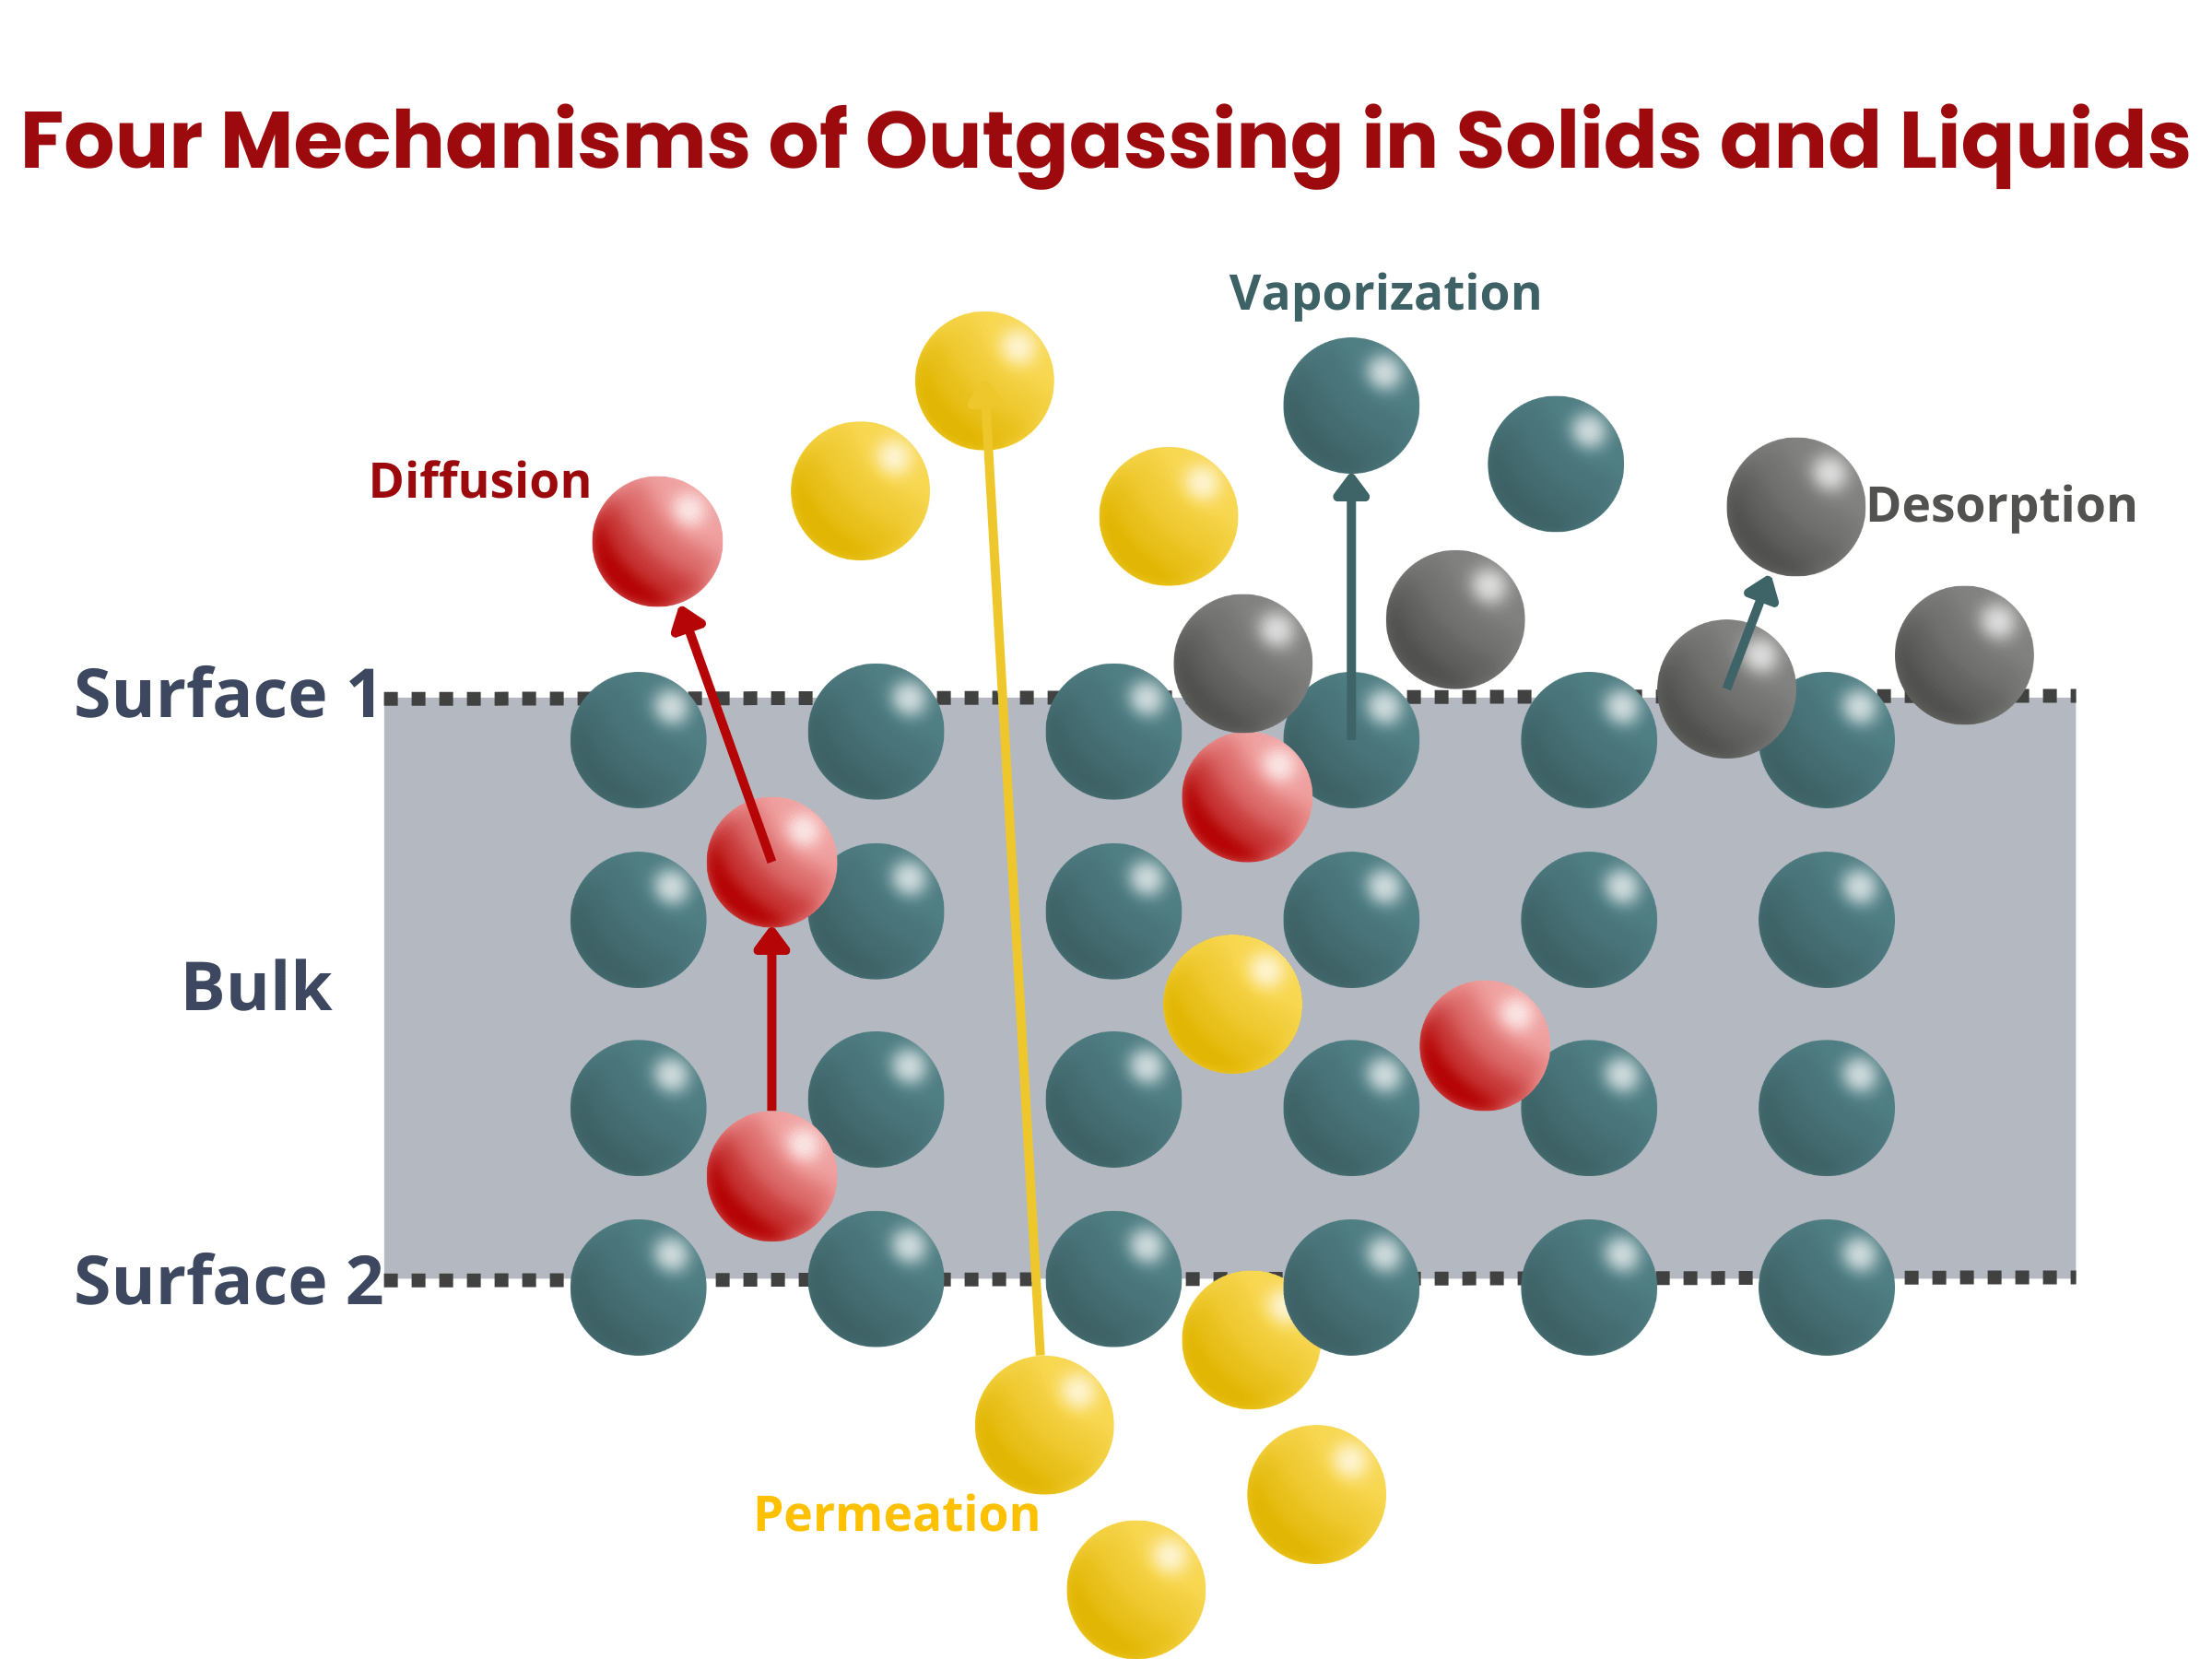 Four Mechanisms of Outgassing in Solids and Liquids
Vaporization
Diffusion
Desorption
Surface 1
Bulk
Surface 2
Permeation